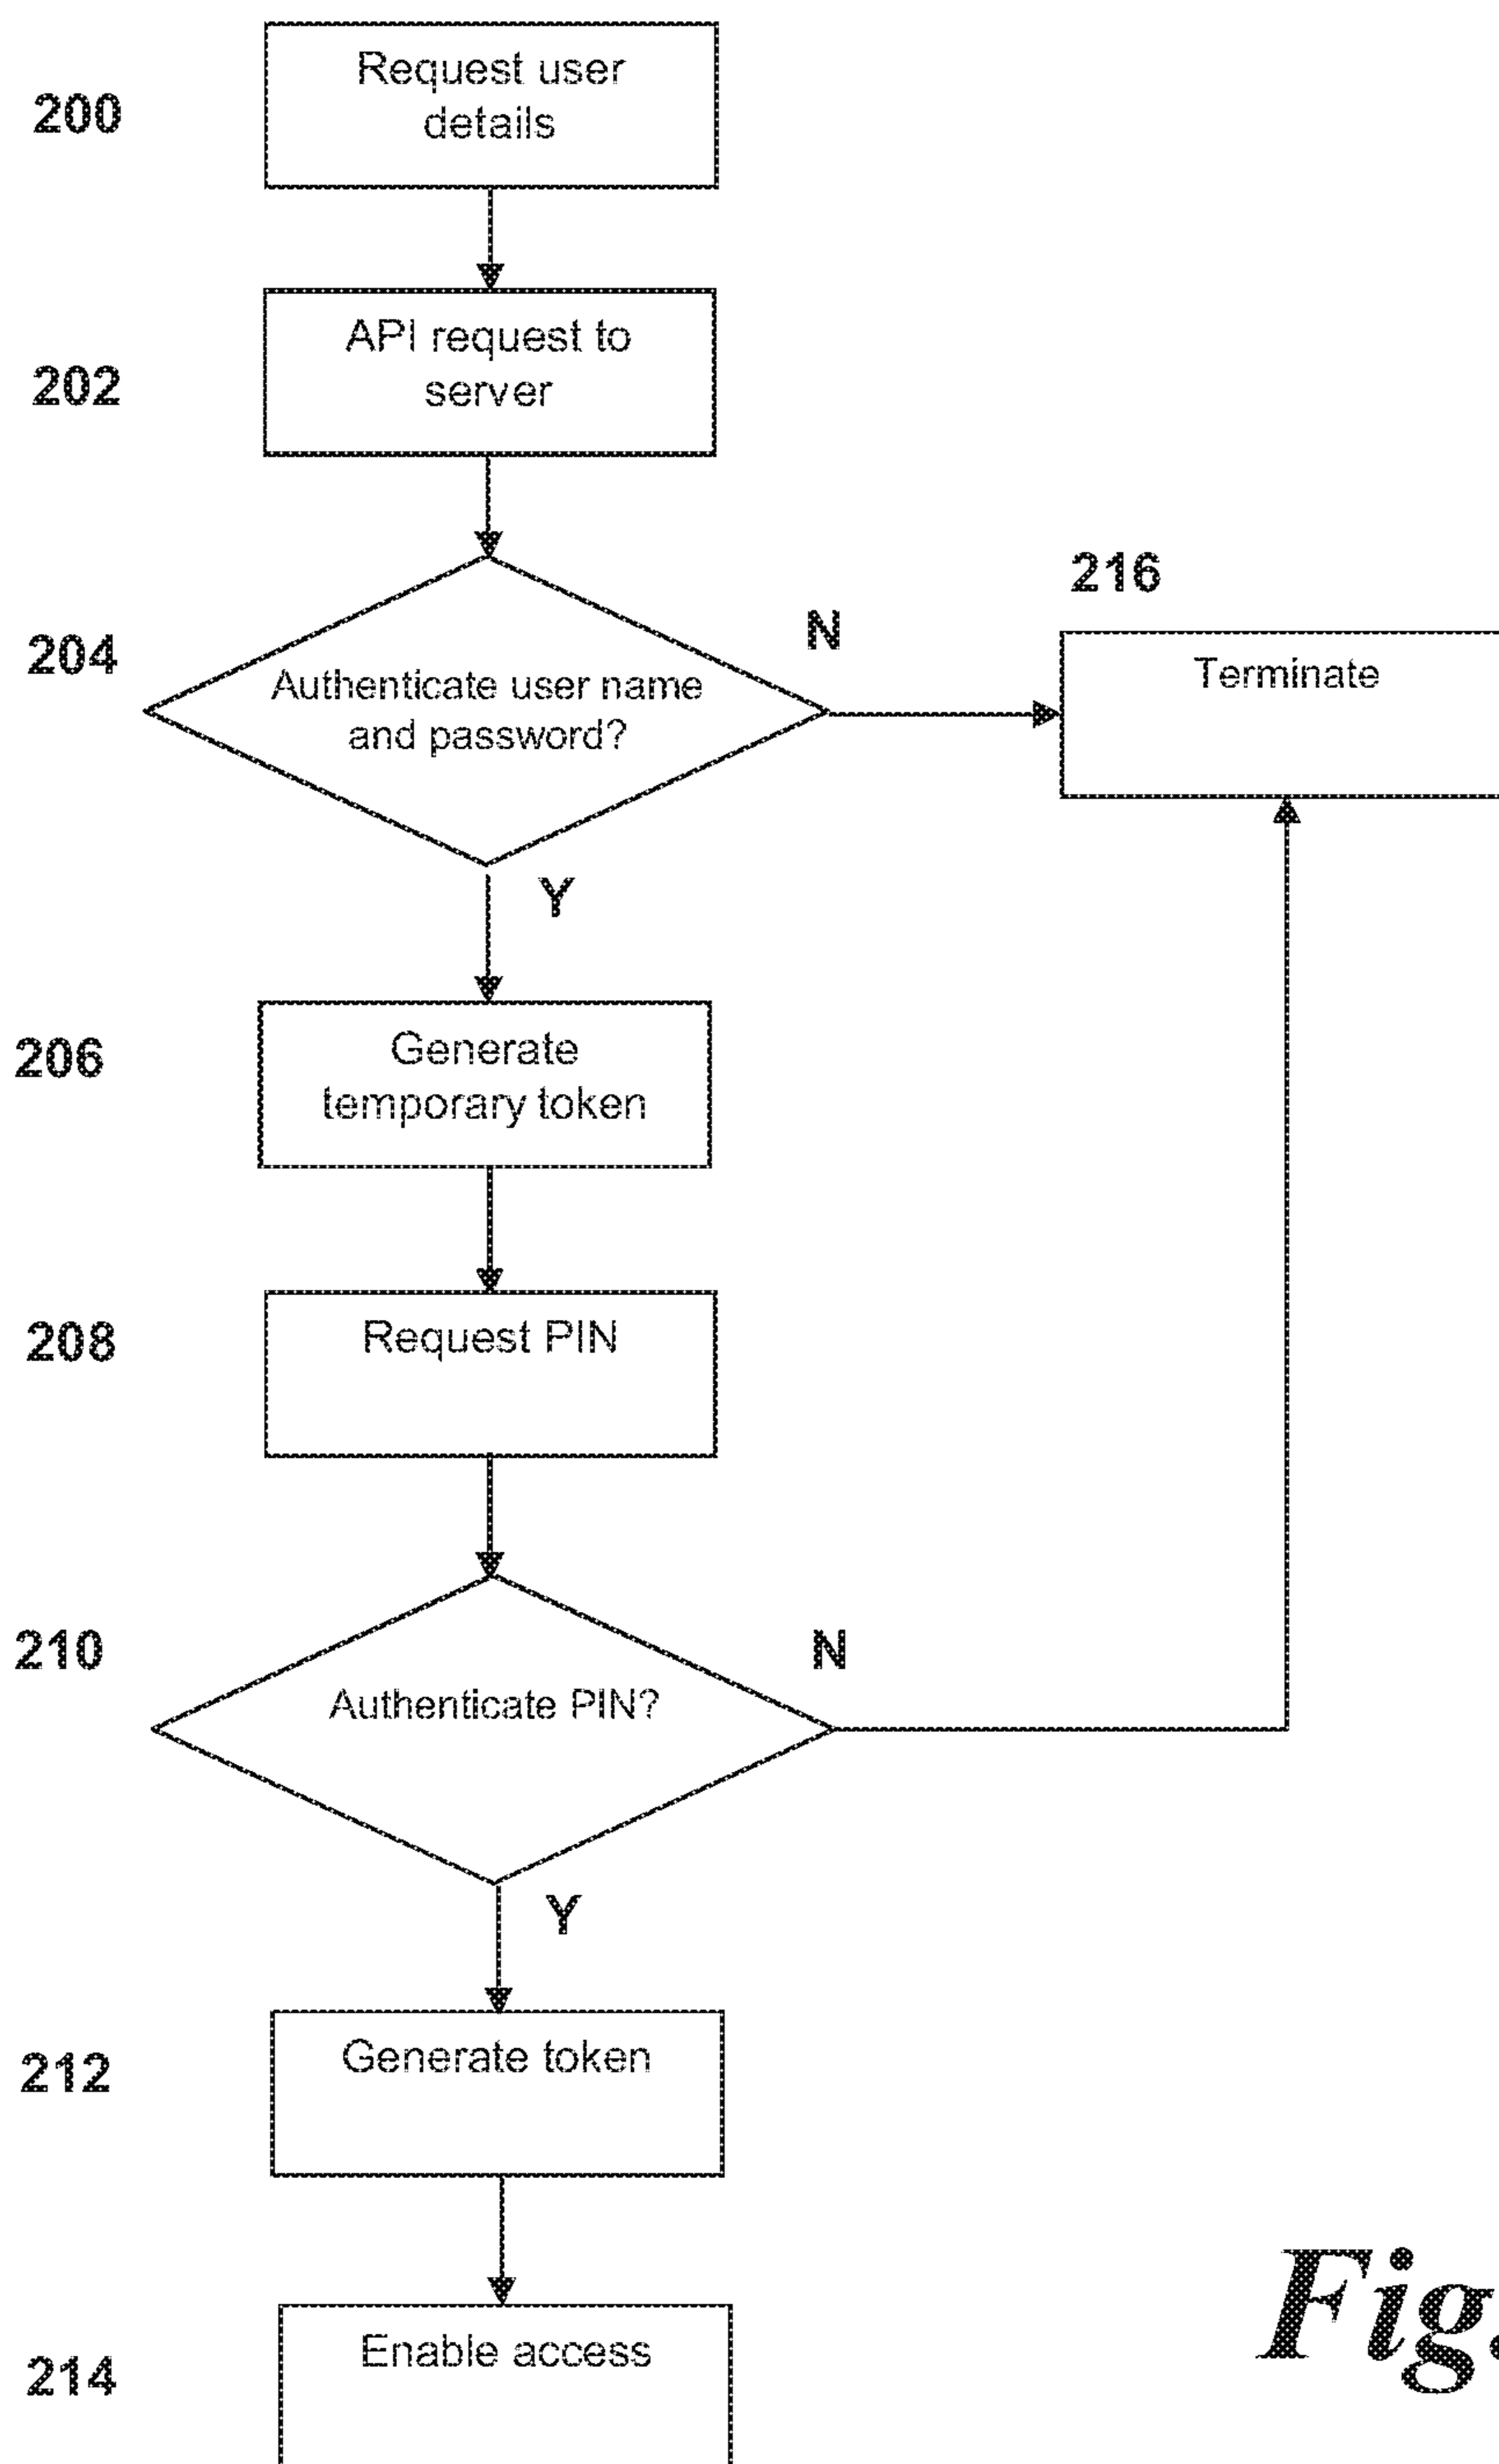 200
Request user
details
202
API request to
server
204
Authenticate user name
and password?
N
216
Terminate
Y
206
Generate
temporary token
208
Request PIN
210
Authenticate PIN?
N
Y
212
Generate token
214
Enable access
Fig.